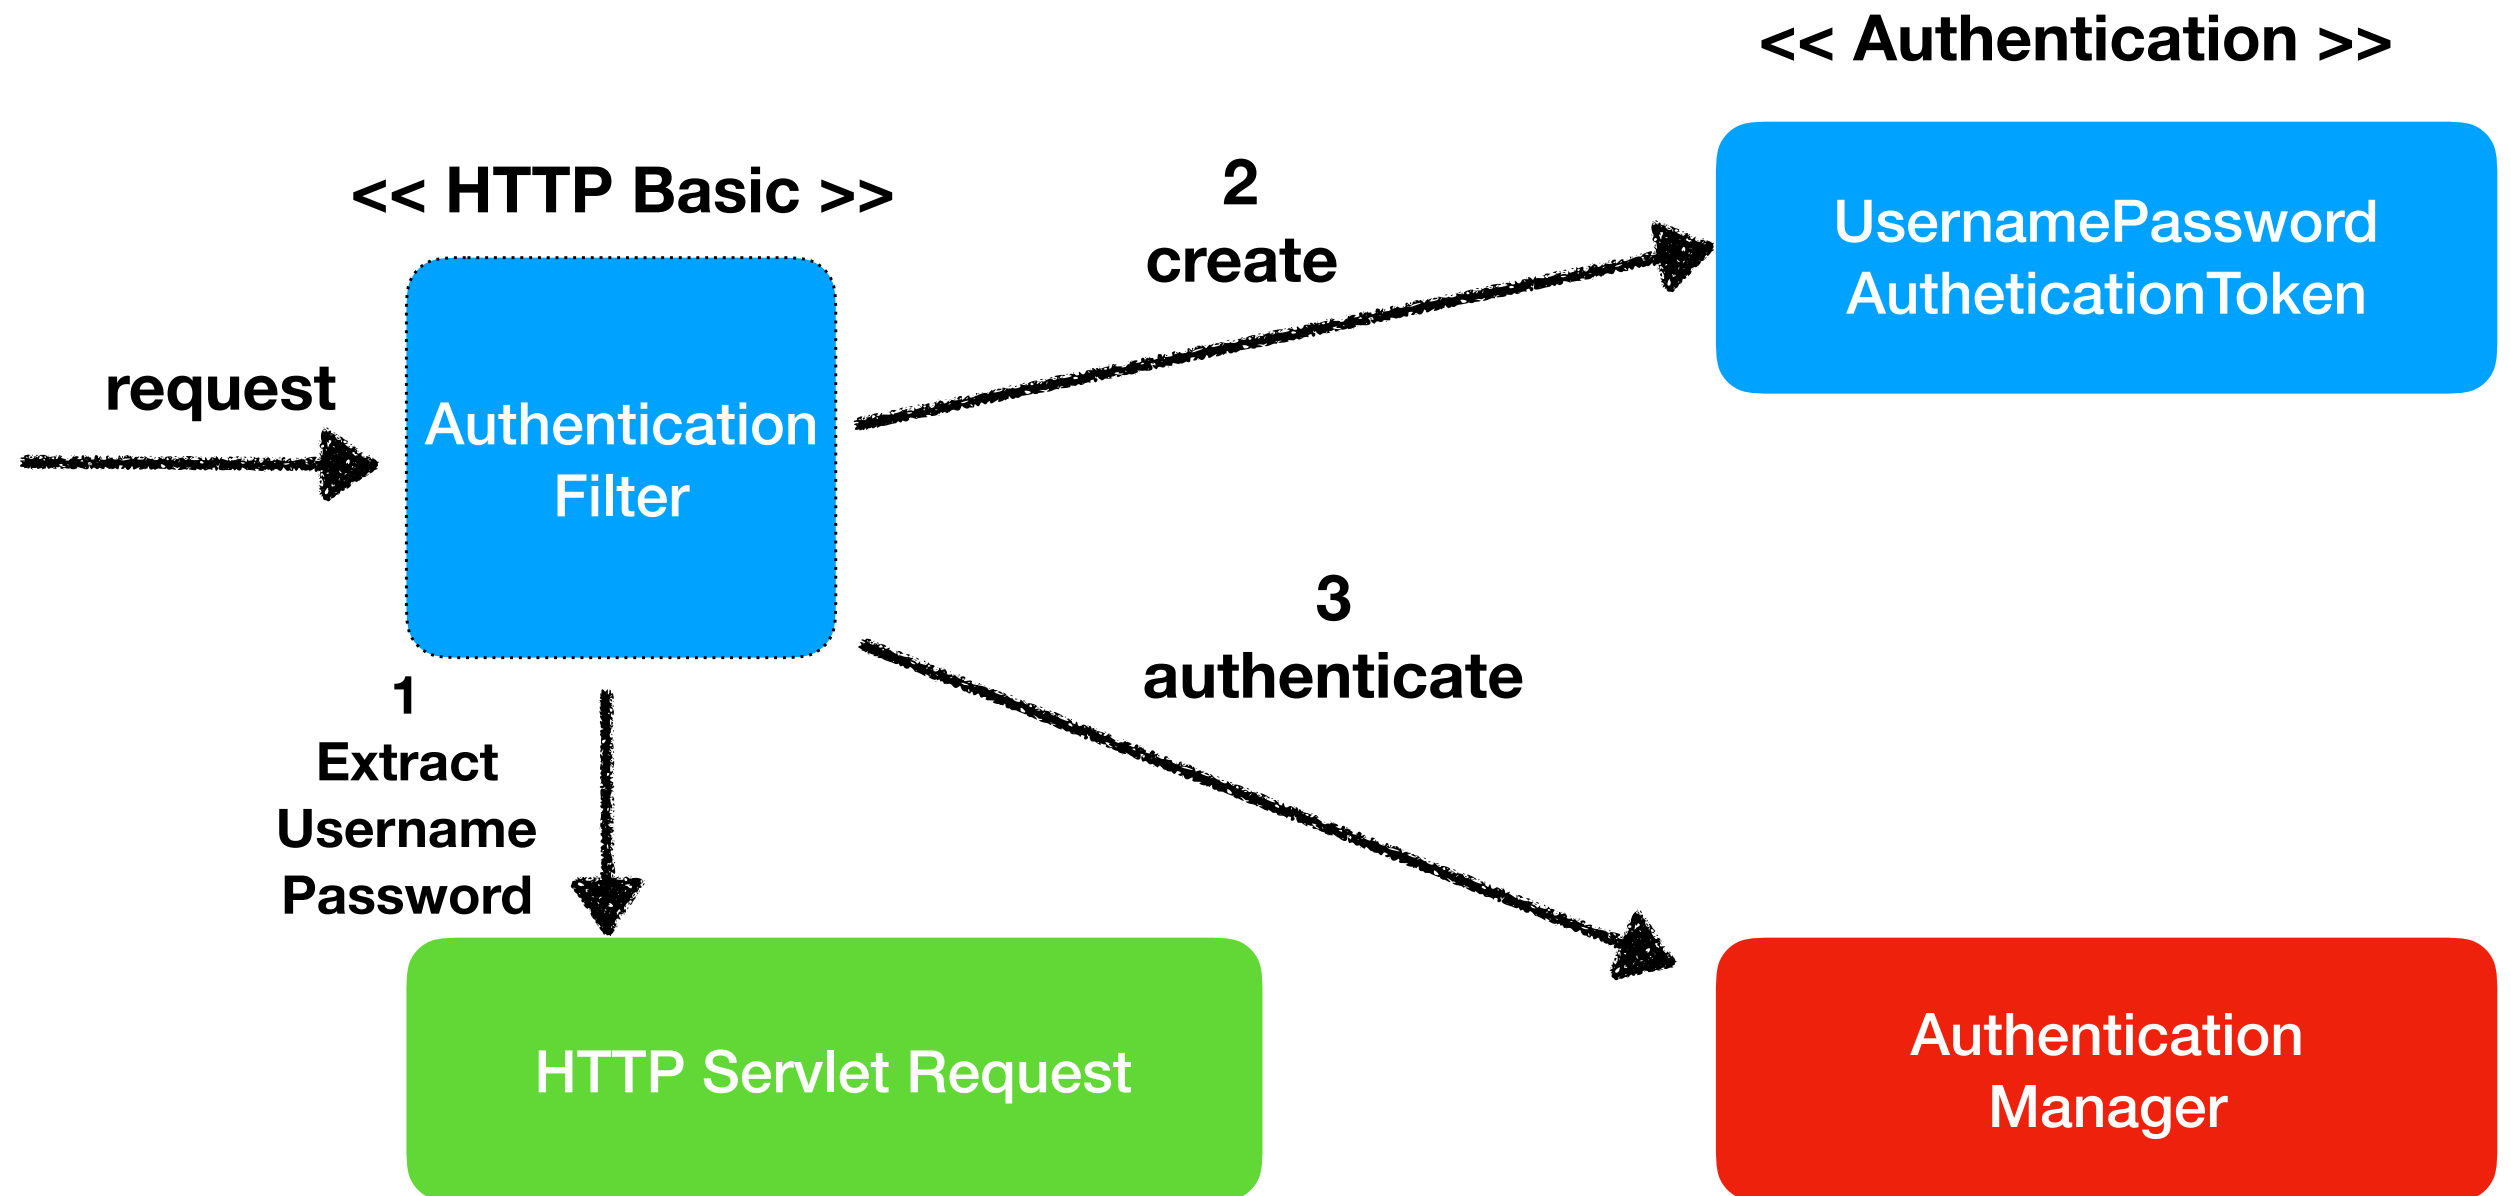 << Authentication >>
<< HTTP Basic >>
2
create
UsernamePassword
AutheticationToken
request
Authentication
Filter
3
authenticate
1
Extract
Username
Password
HTTP Servlet Request
Authentication
Manager